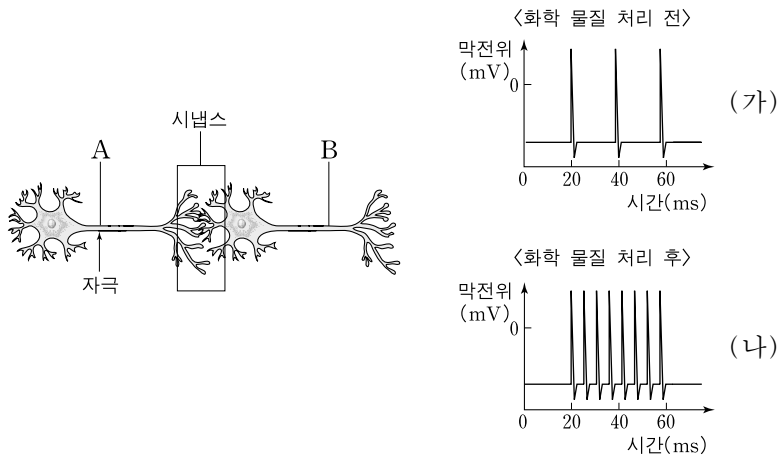 시냅스
A
B
자극
〈화학 물질 처리 전〉
막전위
(mV)
0
0
20
40
60
시간(ms)
(가)
〈화학 물질 처리 후〉
막전위
(mV)
0
0
20
40
60
시간(ms)
(나)